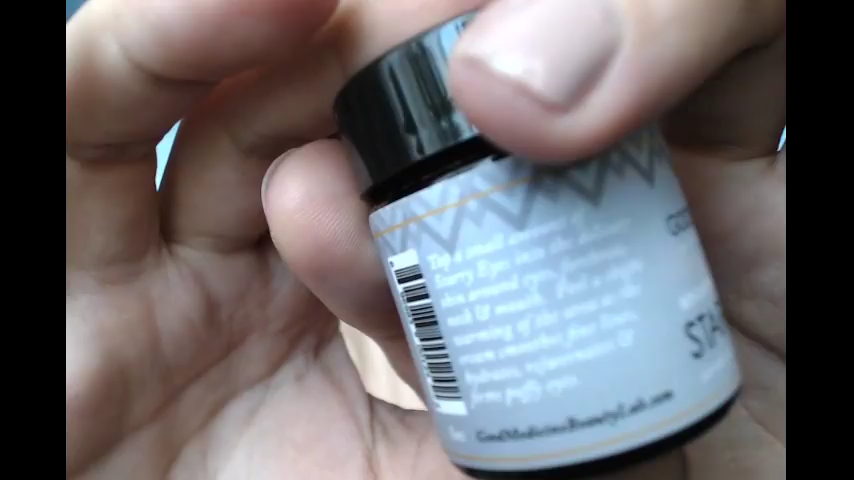 Tap a small amount of
Starry Eyes into the delicate
skin around eyes, forehead,
neck & mouth. Feel a slight
warming of the area as the
cream smoothes fine lines,
hydrates, rejuvenates &
firms puffy eyes.
GoodMedicineBeautyLab.com
STA